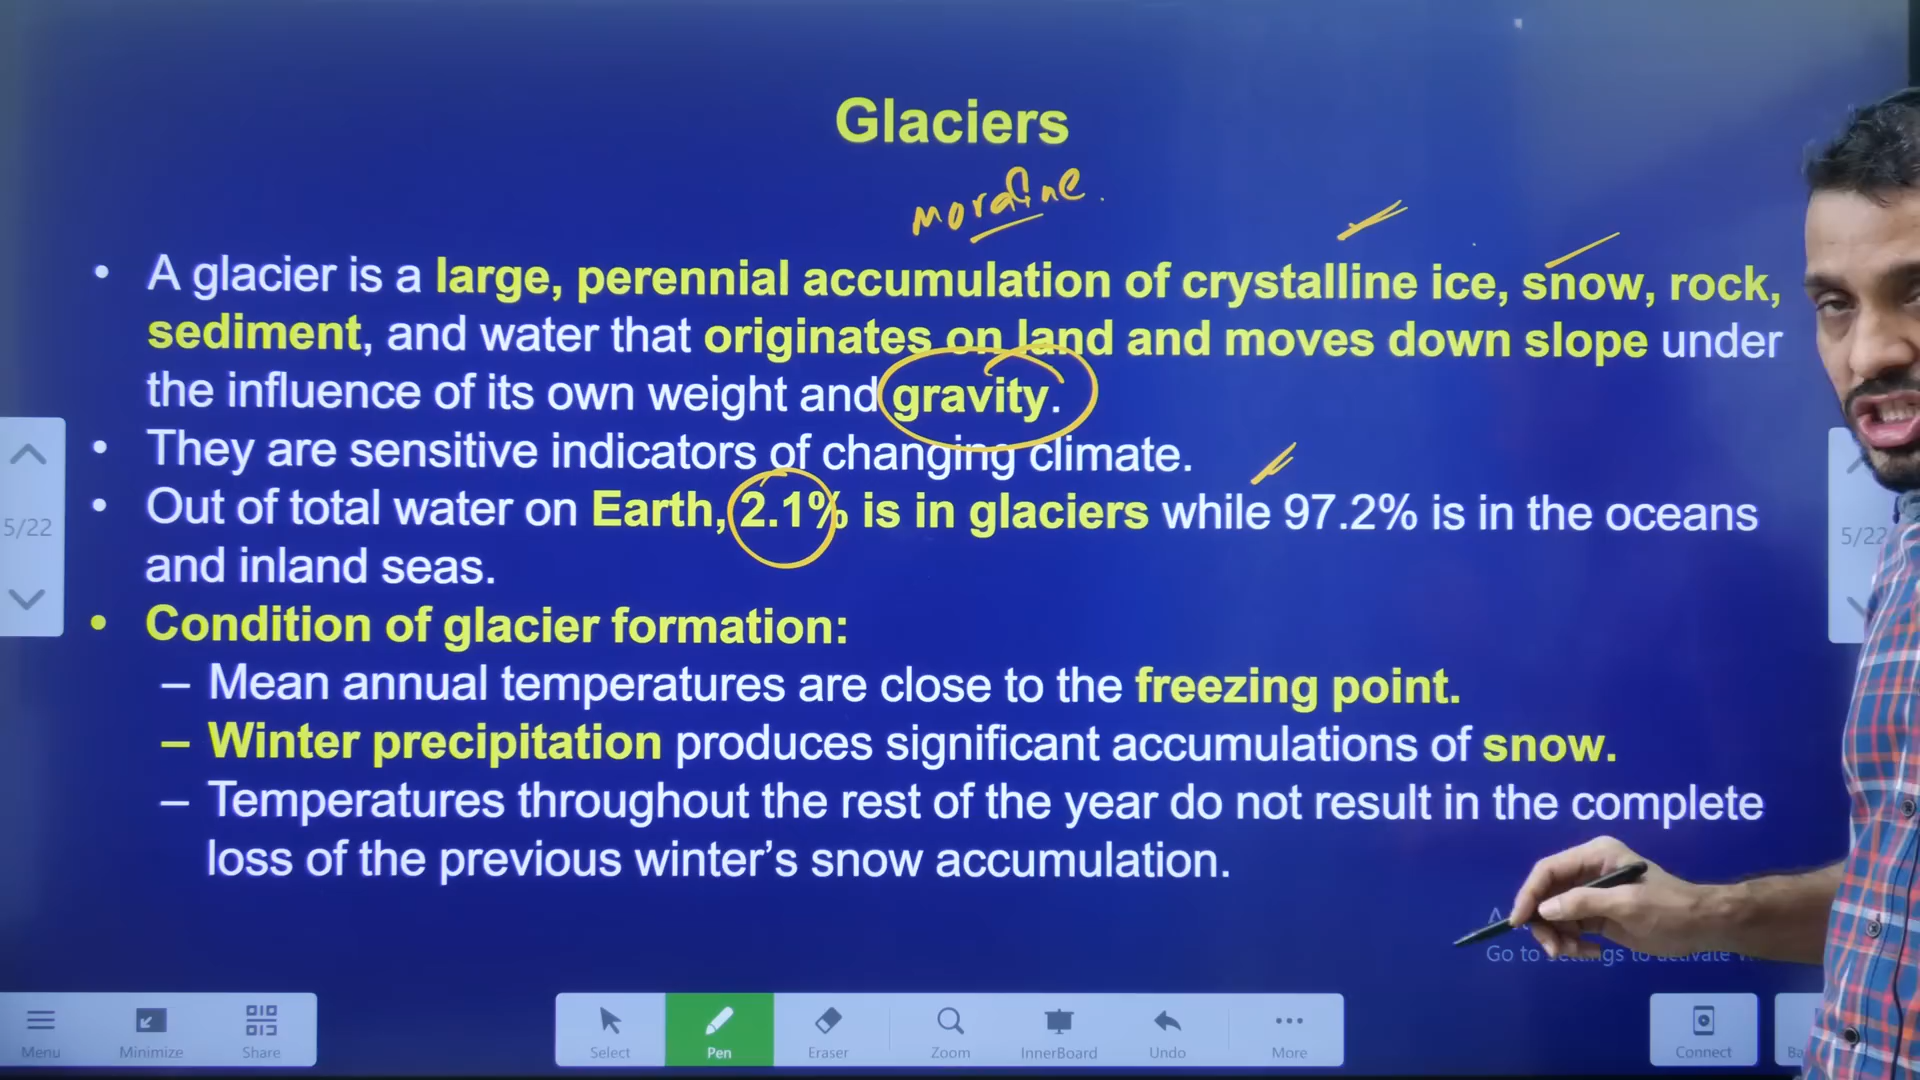 Glaciers
moraine.
• A glacier is a large, perennial accumulation of crystalline ice, snow, rock,
sediment, and water that originates on land and moves down slope under
the influence of its own weight and gravity.
• They are sensitive indicators of changing climate.
• Out of total water on Earth, 2.1% is in glaciers while 97.2% is in the oceans
and inland seas.
• Condition of glacier formation:
– Mean annual temperatures are close to the freezing point.
– Winter precipitation produces significant accumulations of snow.
– Temperatures throughout the rest of the year do not result in the complete
loss of the previous winter's snow accumulation.
5/22
5/22
Go to
Menu Minimize Share Select Pen Eraser Zoom InnerBoard Undo More Connect